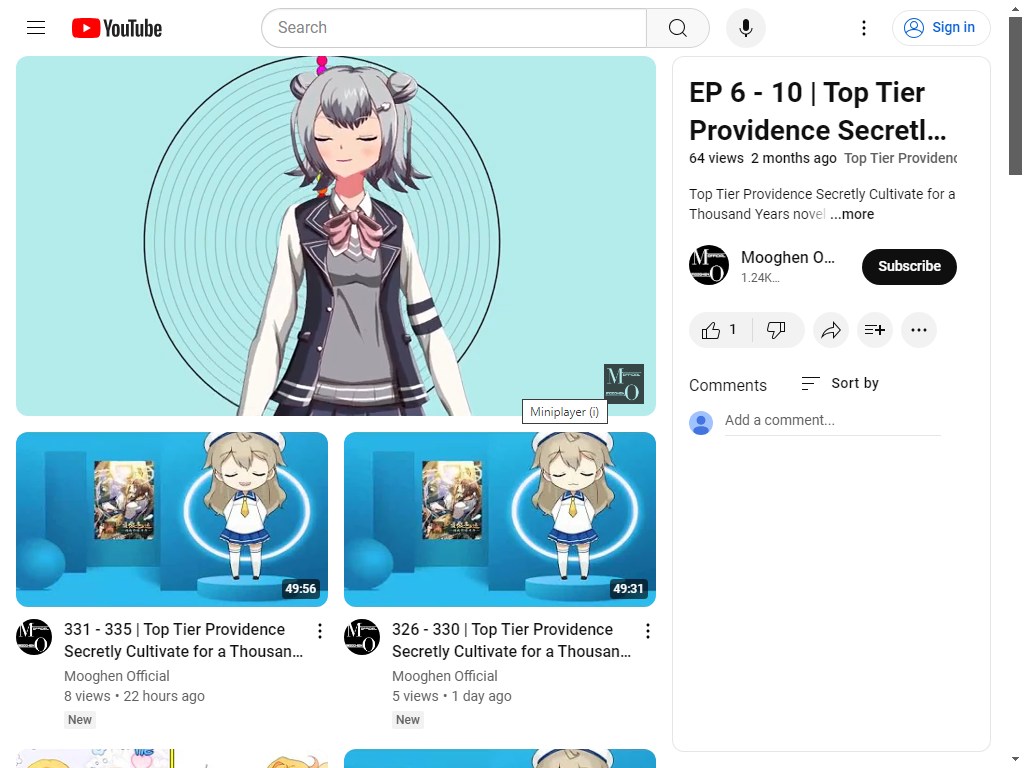 YouTube
Search
Sign in
EP 6 - 10 | Top Tier
Providence Secretl...
64 views 2 months ago Top Tier Providenc
Top Tier Providence Secretly Cultivate for a
Thousand Years novel ...more
Mooghen O...
1.24K...
Subscribe
1
Comments
Sort by
Add a comment...
Miniplayer (i)
49:56
49:31
331 - 335 | Top Tier Providence
Secretly Cultivate for a Thousan...
Mooghen Official
8 views • 22 hours ago
New
326 - 330 | Top Tier Providence
Secretly Cultivate for a Thousan...
Mooghen Official
5 views • 1 day ago
New